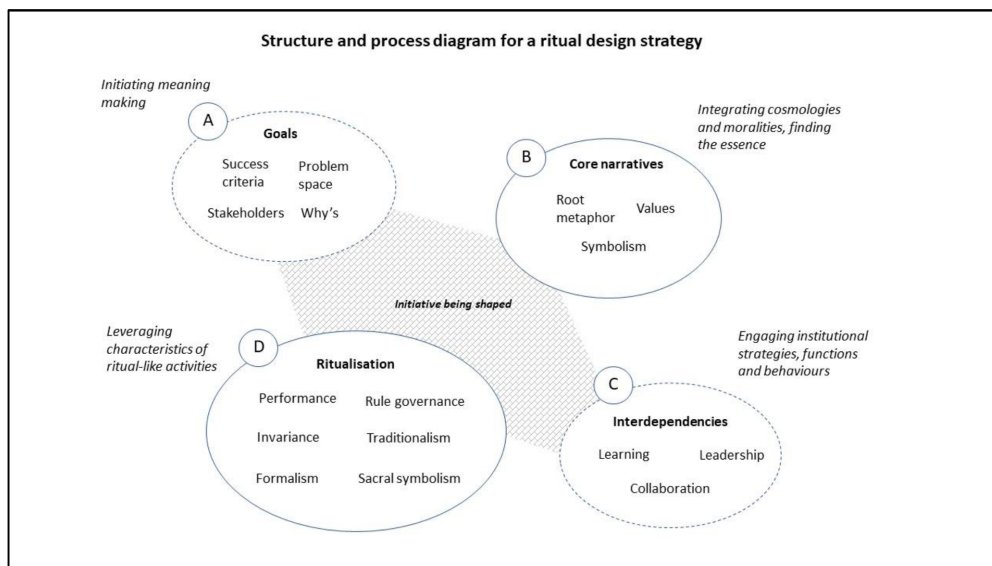 Structure and process diagram for a ritual design strategy
Initiating meaning
making
A
Goals
Success
criteria
Problem
space
Stakeholders
Why's
Integrating cosmologies
and moralities, finding
the essence
B
Core narratives
Root
metaphor
Values
Symbolism
Initiative being shaped
Leveraging
characteristics of
ritual-like activities
D
Ritualisation
Performance
Rule governance
Invariance
Traditionalism
Formalism
Sacral symbolism
Engaging institutional
strategies, functions
and behaviours
C
Interdependencies
Learning
Leadership
Collaboration